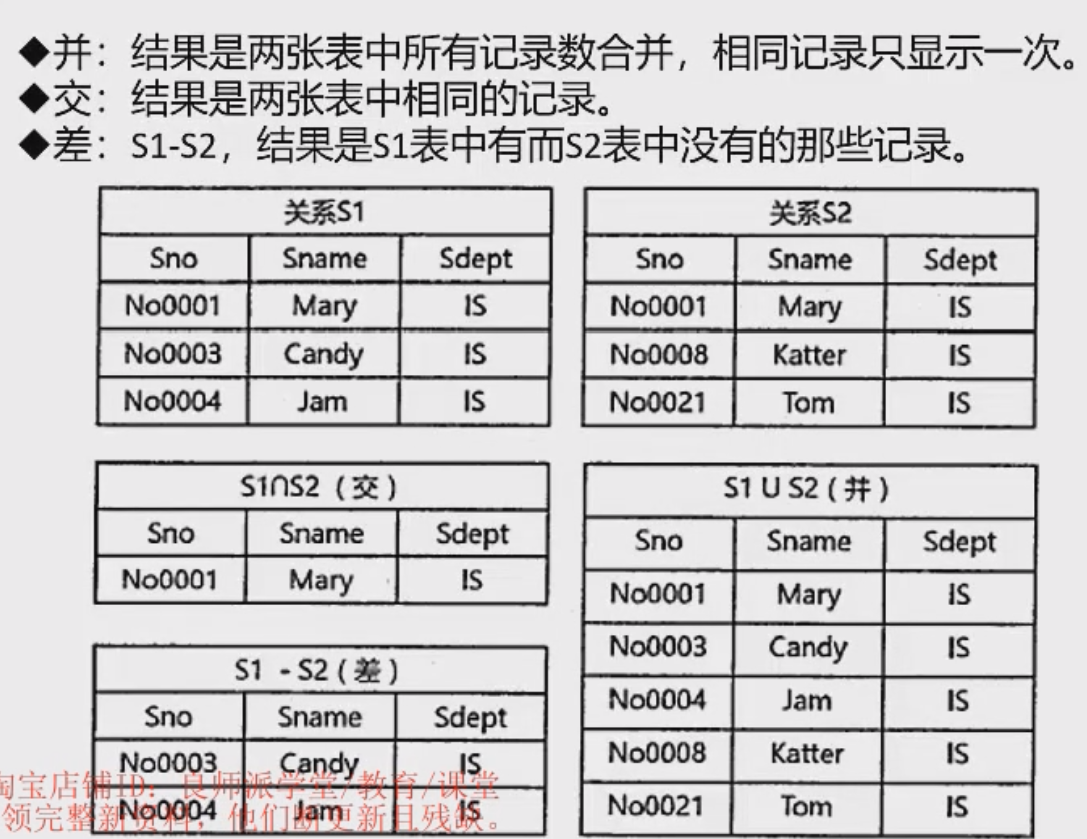 ◆并：结果是两张表中所有记录数合并，相同记录只显示一次。
◆交：结果是两张表中相同的记录。
◆差：S1-S2，结果是S1表中有而S2表中没有的那些记录。
关系S1
Sno Sname Sdept
No0001 Mary IS
No0003 Candy IS
No0004 Jam IS
关系S2
Sno Sname Sdept
No0001 Mary IS
No0008 Katter IS
No0021 Tom IS
S1∩S2（交）
Sno Sname Sdept
No0001 Mary IS
S1 - S2（差）
Sno Sname Sdept
No0003 Candy IS
No0004 Jam IS
S1 U S2（并）
Sno Sname Sdept
No0001 Mary IS
No0003 Candy IS
No0004 Jam IS
No0008 Katter IS
No0021 Tom IS
淘宝店铺ID：良师派学堂/教育/课堂
领完整新资料，他们断更新且残缺。